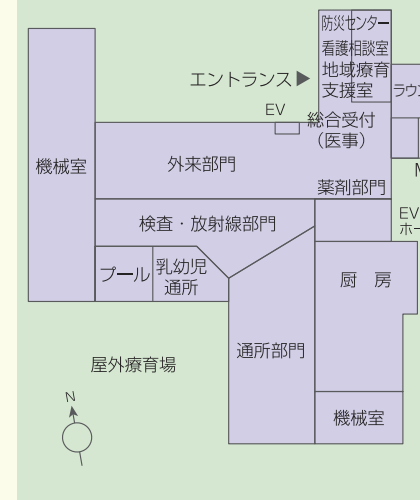 防災センター
看護相談室
地域療育
支援室
エントランス
ラウ
EV
総合受付
（医事）
機械室
外来部門
薬剤部門
検査・放射線部門
EV
ホー
プール
乳幼児
通所
厨 房
通所部門
屋外療育場
N
機械室